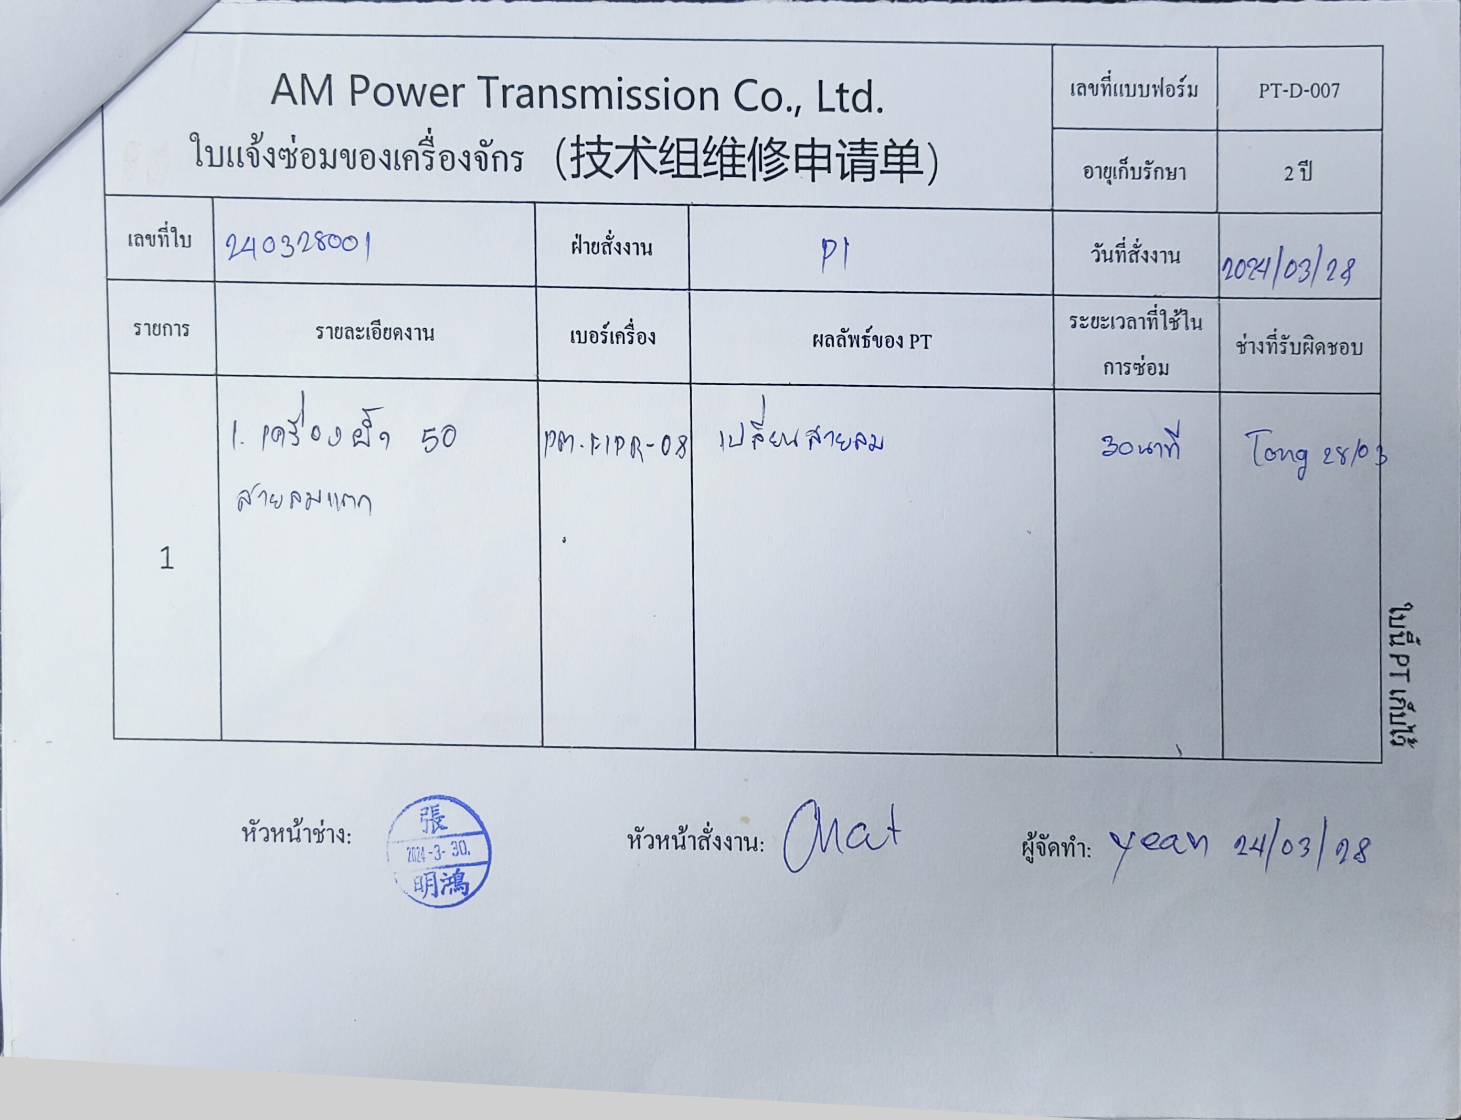 AM Power Transmission Co., Ltd.
ใบแจ้งซ่อมของเครื่องจักร (技术组维修申请单)
เลขที่แบบฟอร์ม PT-D-007
อายุเก็บรักษา 2 ปี
เลขที่ใบ 240328001 ฝ่ายสั่งงาน P1 วันที่สั่งงาน 2024/03/28
รายการ รายละเอียดงาน เบอร์เครื่อง ผลลัพธ์ของ PT ระยะเวลาที่ใช้ใน ช่างที่รับผิดชอบ
การซ่อม
1. เครื่อง 50 เปลี่ยนสายลม 30นาที Tong 28/03
สายลมแตก
1
ใบนี้ PT เก็บไว้
หัวหน้าช่าง: หัวหน้าสั่งงาน: ผู้จัดทำ: yean 24/03/28
張
2024-3-30.
明鴻